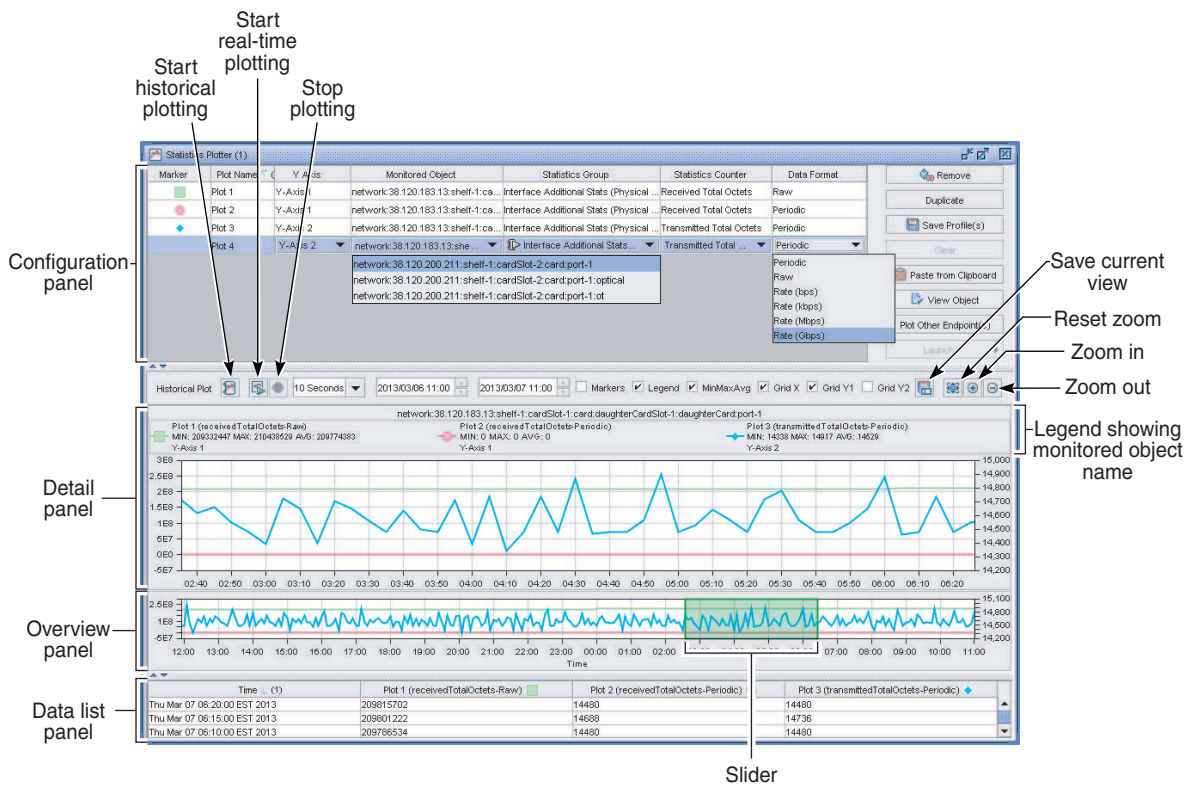 Start
real-time
plotting
Start
historical
plotting
Stop
plotting
Statistics Plotter (1)
Marker Plot Name Y Axis Monitored Object Statistics Group Statistics Counter Data Format
Plot 1 Y-Axis 1 network:38.120.183.13:shelf-1:ca... Interface Additional Stats (Physical ... Received Total Octets Raw
Plot 2 Y-Axis 1 network:38.120.183.13:shelf-1:ca... Interface Additional Stats (Physical ... Received Total Octets Periodic
Plot 3 Y-Axis 2 network:38.120.183.13:shelf-1:ca... Interface Additional Stats (Physical ... Transmitted Total Octets Periodic
Plot 4 Y-Axis 2 network:38.120.183.13:she... Interface Additional Stats... Transmitted Total ... Periodic
network:38.120.200.211:shelf-1:cardSlot-2:card:port-1
network:38.120.200.211:shelf-1:cardSlot-2:card:port-1:optical
network:38.120.200.211:shelf-1:cardSlot-2:card:port-1:ot
Periodic
Raw
Rate (bps)
Rate (kbps)
Rate (Mbps)
Rate (Gbps)
Remove
Duplicate
Save Profile(s)
Clear
Paste from Clipboard
View Object
Plot Other Endpoint(s)
Launch
Configuration
panel
Save current
view
Reset zoom
Zoom in
Zoom out
Historical Plot 10 Seconds 2013/03/06 11:00 2013/03/07 11:00 Markers Legend MinMaxAvg Grid X Grid Y1 Grid Y2
Legend showing
monitored object
name
network:38.120.183.13:shelf-1:cardSlot-1:card:daughterCardSlot-1:daughterCard:port-1
Plot 1 (receivedTotalOctets-Raw) Plot 2 (receivedTotalOctets-Periodic) Plot 3 (transmittedTotalOctets-Periodic)
MIN: 209332447 MAX: 210438529 AVG: 209774383 MIN: 0 MAX: 0 AVG: 0 MIN: 14338 MAX: 14917 AVG: 14529
Y-Axis 1 Y-Axis 1 Y-Axis 2
Detail
panel
3E8 15,000
2.5E8 14,900
2E8 14,800
1.5E8 14,700
14,600
1E8 14,500
5E7 14,400
0E0 14,300
-5E7 14,200
02:40 02:50 03:00 03:10 03:20 03:30 03:40 03:50 04:00 04:10 04:20 04:30 04:40 04:50 05:00 05:10 05:20 05:30 05:40 05:50 06:00 06:10 06:20
Overview
panel
2.5E8 15,100
14,800
1E8 14,500
-5E7 14,200
12:00 13:00 14:00 15:00 16:00 17:00 18:00 19:00 20:00 21:00 22:00 23:00 00:00 01:00 02:00 07:00 08:00 09:00 10:00 11:00
Time
Data list
panel
Time (1) Plot 1 (receivedTotalOctets-Raw) Plot 2 (receivedTotalOctets-Periodic) Plot 3 (transmittedTotalOctets-Periodic)
Thu Mar 07 06:20:00 EST 2013 209815702 14480 14480
Thu Mar 07 06:15:00 EST 2013 209801222 14688 14736
Thu Mar 07 06:10:00 EST 2013 209786534 14480 14480
Slider